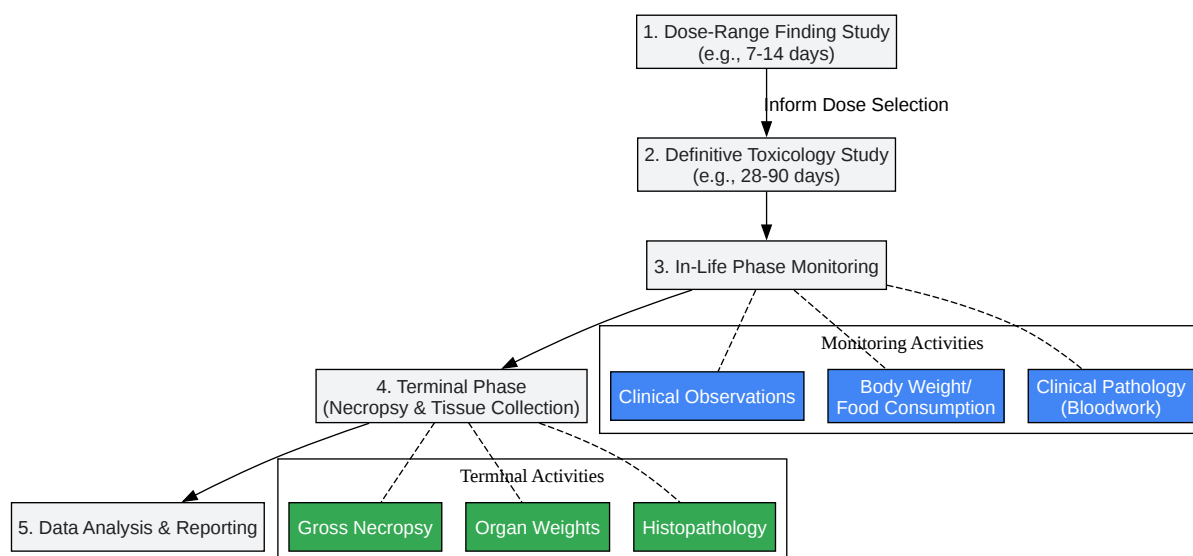 1. Dose-Range Finding Study
(e.g., 7-14 days)
Inform Dose Selection
2. Definitive Toxicology Study
(e.g., 28-90 days)
3. In-Life Phase Monitoring
Monitoring Activities
4. Terminal Phase
(Necropsy & Tissue Collection)
Clinical Observations
Body Weight/
Food Consumption
Clinical Pathology
(Bloodwork)
Terminal Activities
5. Data Analysis & Reporting
Gross Necropsy
Organ Weights
Histopathology